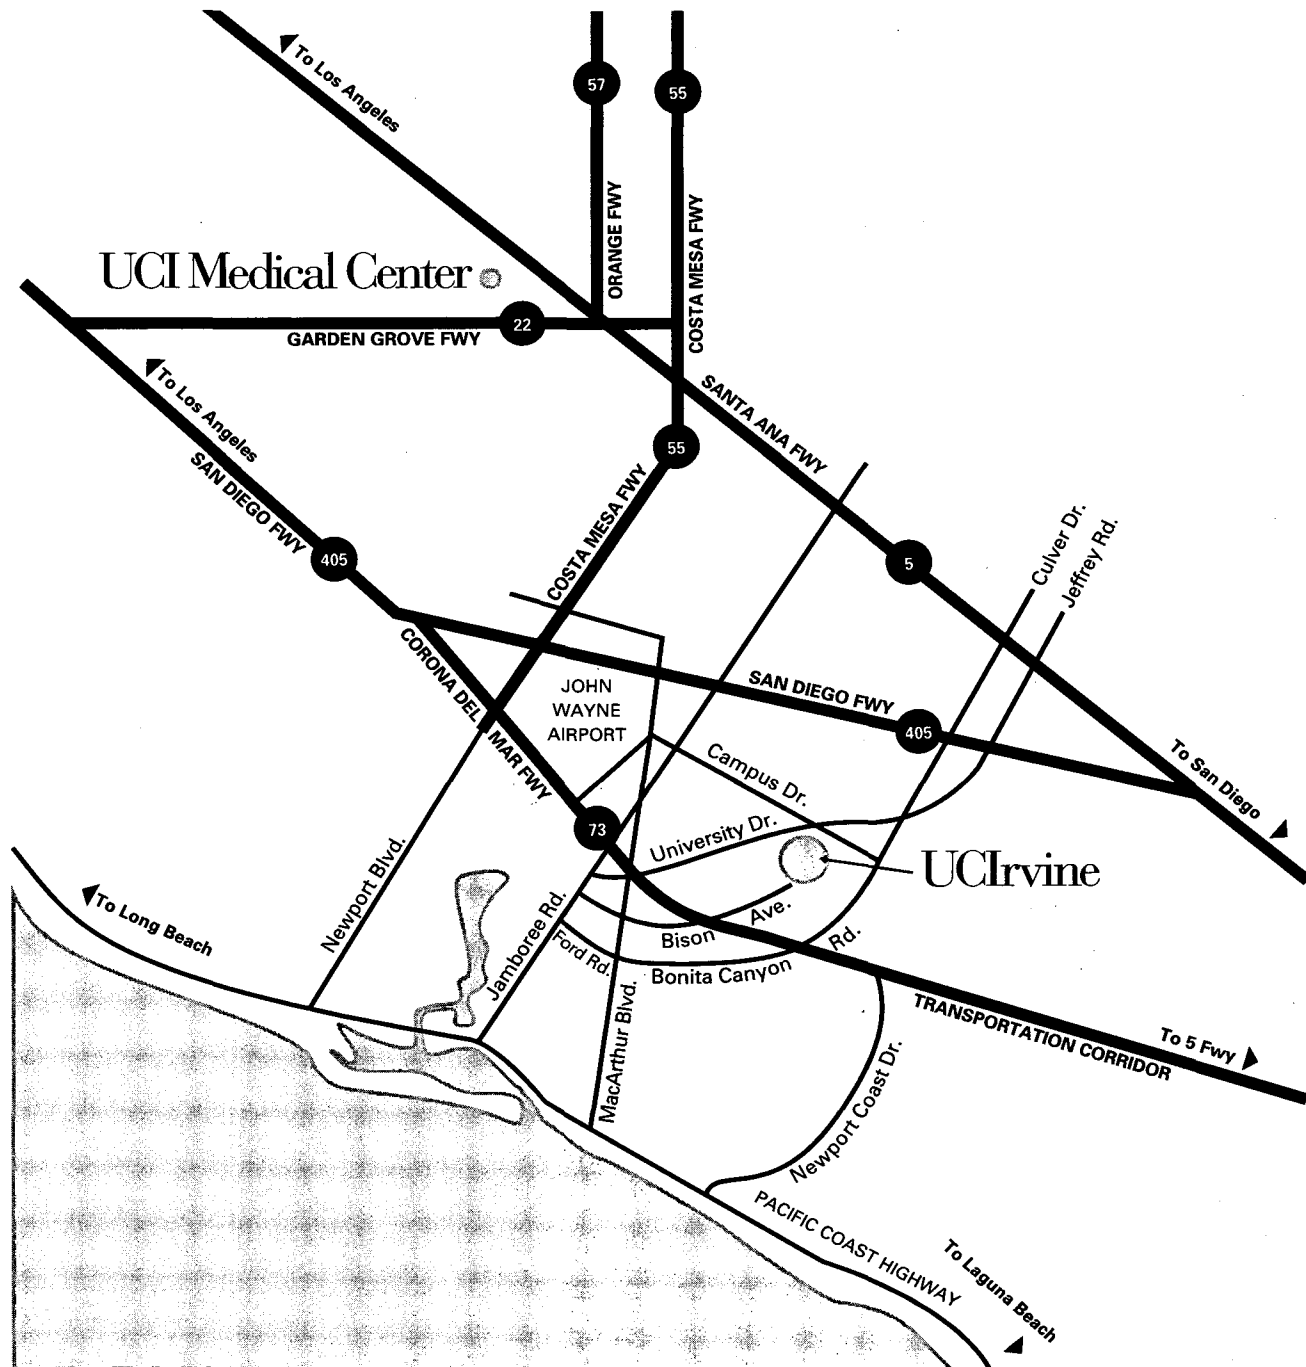 To Los Angeles
57
55
ORANGE FWY
COSTA MESA FWY
UCI Medical Center
22
GARDEN GROVE FWY
To Los Angeles
SANTA ANA FWY
55
SAN DIEGO FWY
COSTA MESA FWY
405
5
Culver Dr.
Jeffrey Rd.
CORONA DEL MAR FWY
JOHN
WAYNE
AIRPORT
SAN DIEGO FWY
405
To San Diego
Campus Dr.
73
University Dr.
UCIrvine
Newport Blvd.
To Long Beach
Jamboree Rd.
Bison Ave.
Ford Rd.
Bonita Canyon Rd.
MacArthur Blvd.
TRANSPORTATION CORRIDOR
To 5 Fwy
Newport Coast Dr.
PACIFIC COAST HIGHWAY
To Laguna Beach